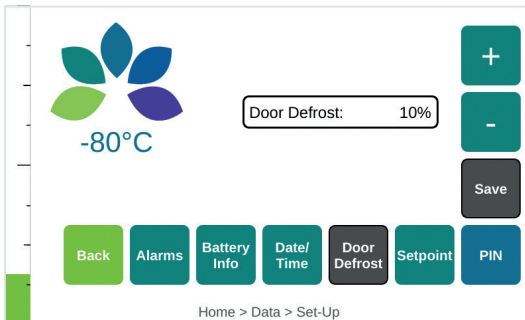 +
Door Defrost: 10%
-
-80°C
Save
Back
Alarms
Battery
Info
Date/
Time
Door
Defrost
Setpoint
PIN
Home > Data > Set-Up